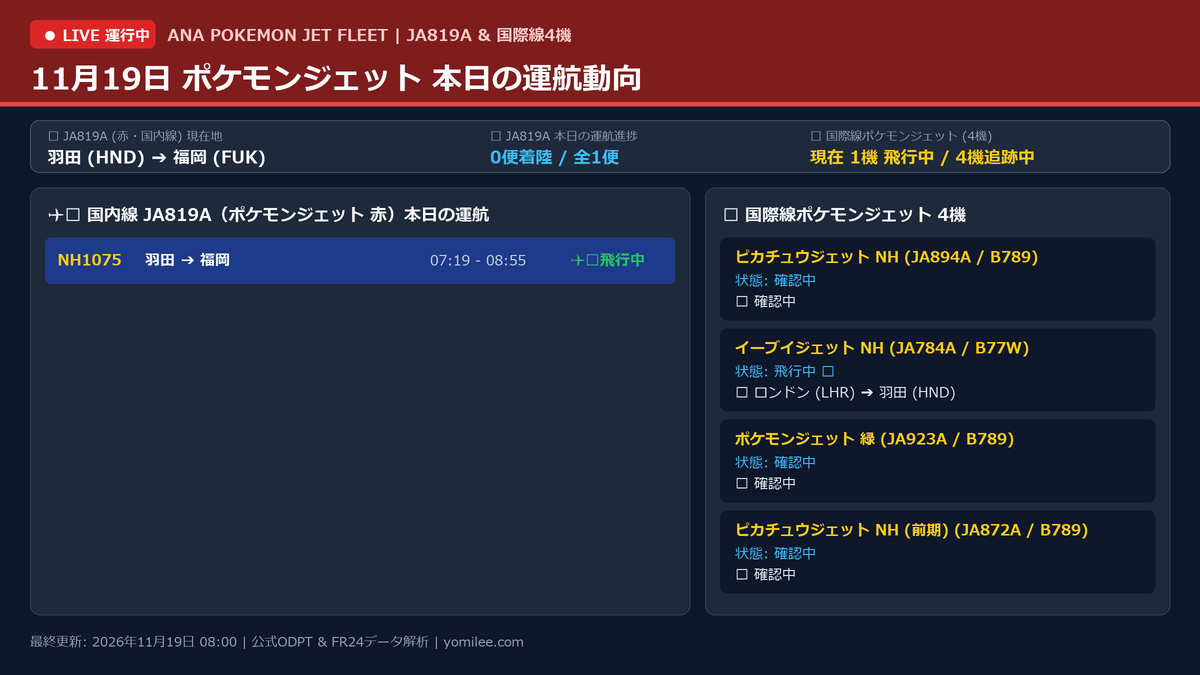 ● LIVE 運行中 ANA POKEMON JET FLEET | JA819A & 国際線4機
11月19日 ポケモンジェット 本日の運航動向
□ JA819A (赤・国内線) 現在地
羽田 (HND) → 福岡 (FUK)
□ JA819A 本日の運航進捗
0便着陸 / 全1便
□ 国際線ポケモンジェット (4機)
現在 1機 飛行中 / 4機追跡中
✈□ 国内線 JA819A（ポケモンジェット 赤）本日の運航
NH1075 羽田 → 福岡 07:19 - 08:55 ✈□飛行中
□ 国際線ポケモンジェット 4機
ピカチュウジェット NH (JA894A / B789)
状態: 確認中
□ 確認中
イーブイジェット NH (JA784A / B77W)
状態: 飛行中 □
□ ロンドン (LHR) → 羽田 (HND)
ポケモンジェット 緑 (JA923A / B789)
状態: 確認中
□ 確認中
ピカチュウジェット NH (前期) (JA872A / B789)
状態: 確認中
□ 確認中
最終更新: 2026年11月19日 08:00 | 公式ODPT & FR24データ解析 | yomilee.com